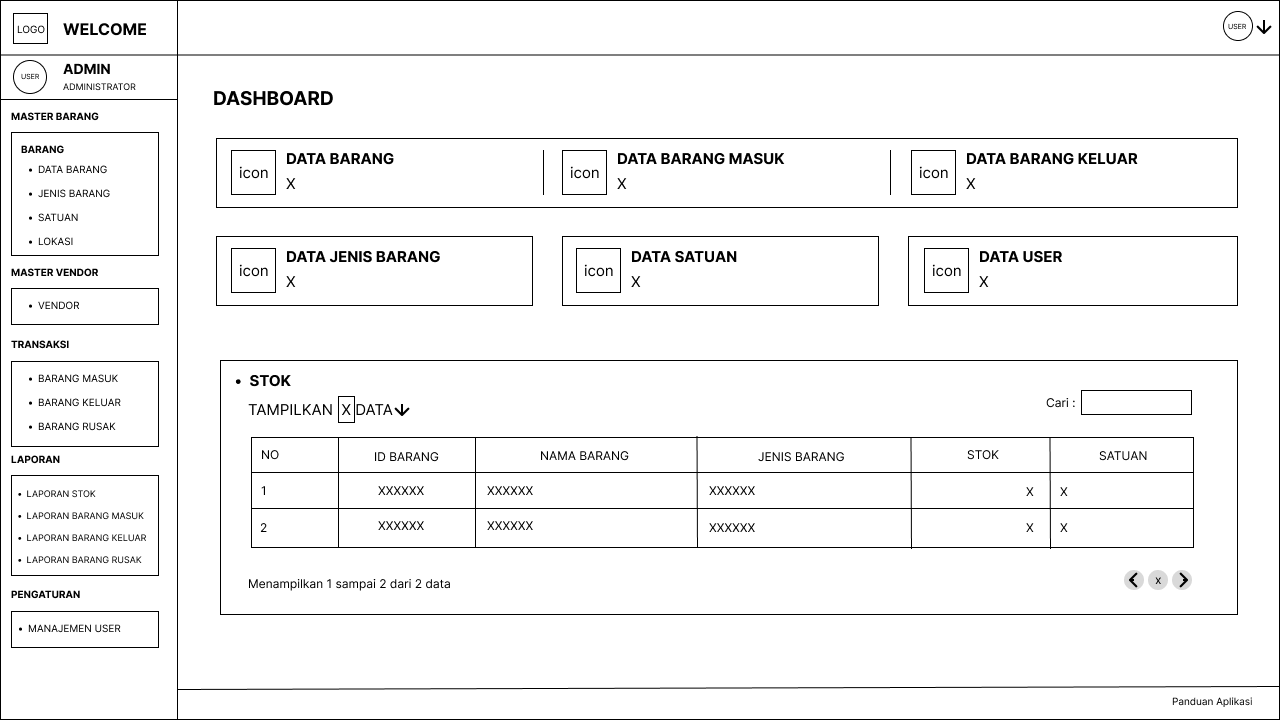 LOGO WELCOME
USER
USER ADMIN
ADMINISTRATOR
MASTER BARANG
BARANG
• DATA BARANG
• JENIS BARANG
• SATUAN
• LOKASI
MASTER VENDOR
• VENDOR
TRANSAKSI
• BARANG MASUK
• BARANG KELUAR
• BARANG RUSAK
LAPORAN
• LAPORAN STOK
• LAPORAN BARANG MASUK
• LAPORAN BARANG KELUAR
• LAPORAN BARANG RUSAK
PENGATURAN
• MANAJEMEN USER
DASHBOARD
icon DATA BARANG
X
icon DATA BARANG MASUK
X
icon DATA BARANG KELUAR
X
icon DATA JENIS BARANG
X
icon DATA SATUAN
X
icon DATA USER
X
• STOK
TAMPILKAN X DATA
Cari :
NO ID BARANG NAMA BARANG JENIS BARANG STOK SATUAN
1 XXXXXX XXXXXX XXXXXX X X
2 XXXXXX XXXXXX XXXXXX X X
Menampilkan 1 sampai 2 dari 2 data
x
Panduan Aplikasi